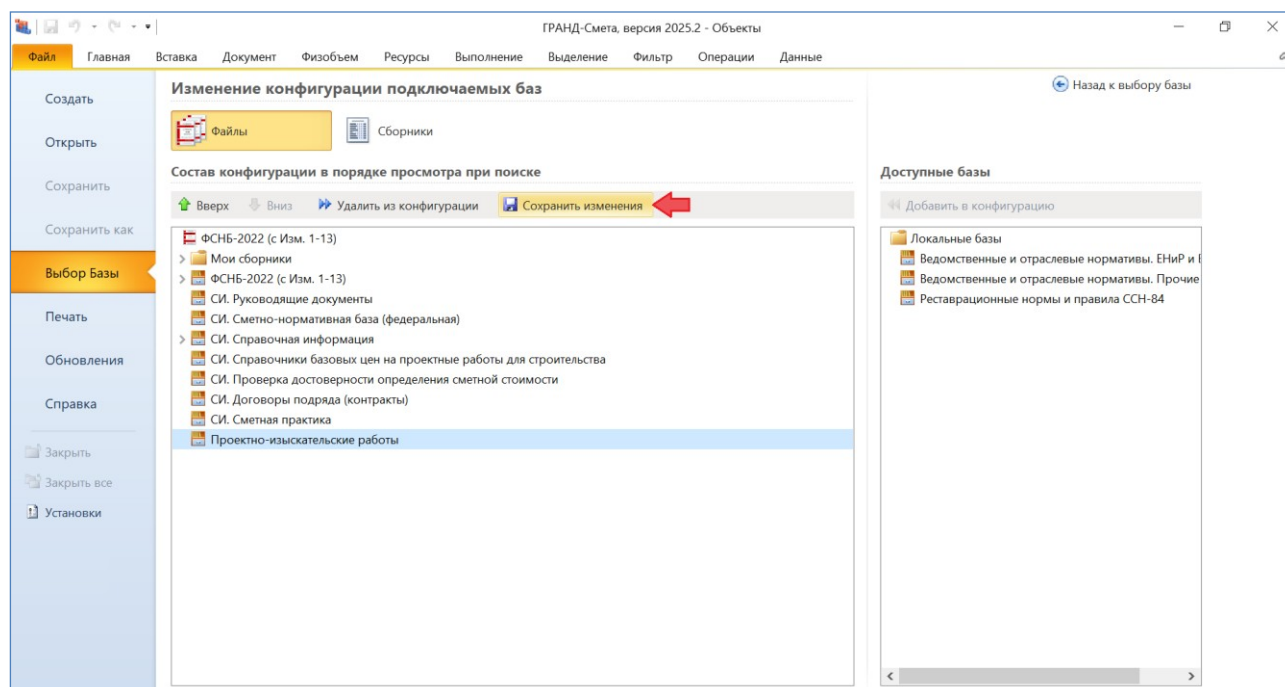 ГРАНД-Смета, версия 2025.2 - Объекты
Файл Главная Вставка Документ Физобъем Ресурсы Выполнение Выделение Фильтр Операции Данные
Создать
Открыть
Сохранить
Сохранить как
Выбор Базы
Печать
Обновления
Справка
Закрыть
Закрыть все
Установки
Изменение конфигурации подключаемых баз
Назад к выбору базы
Файлы Сборники
Состав конфигурации в порядке просмотра при поиске
Вверх Вниз Удалить из конфигурации Сохранить изменения
ФСНБ-2022 (с Изм. 1-13)
Мои сборники
ФСНБ-2022 (с Изм. 1-13)
СИ. Руководящие документы
СИ. Сметно-нормативная база (федеральная)
СИ. Справочная информация
СИ. Справочники базовых цен на проектные работы для строительства
СИ. Проверка достоверности определения сметной стоимости
СИ. Договоры подряда (контракты)
СИ. Сметная практика
Проектно-изыскательские работы
Доступные базы
Добавить в конфигурацию
Локальные базы
Ведомственные и отраслевые нормативы. ЕНиР и
Ведомственные и отраслевые нормативы. Прочие
Реставрационные нормы и правила ССН-84